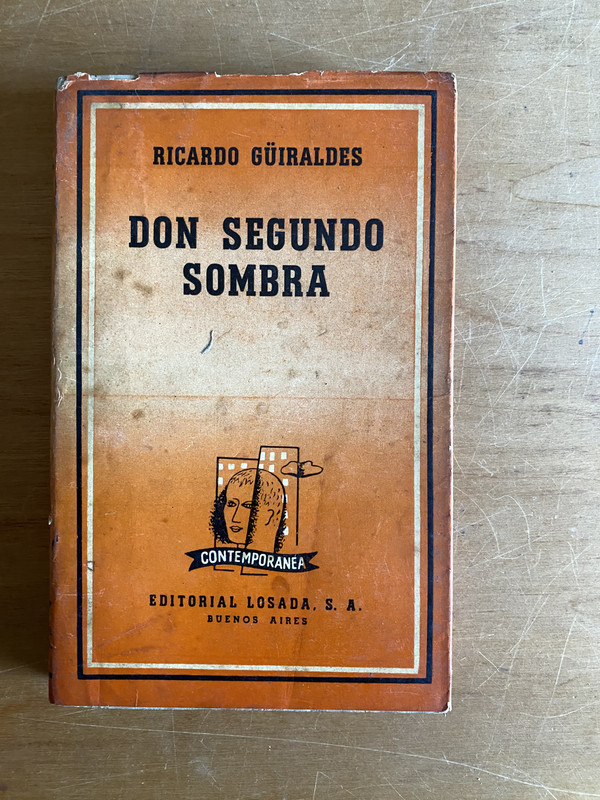 RICARDO GÜIRALDES
DON SEGUNDO
SOMBRA
CONTEMPORANEA
EDITORIAL LOSADA, S. A.
BUENOS AIRES